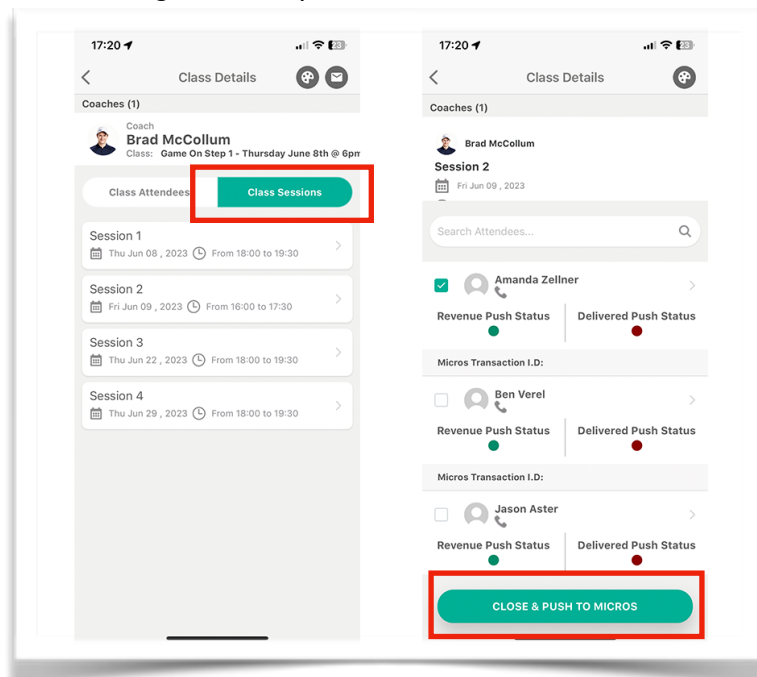 17:20
23
Class Details
Coaches (1)
Coach
Brad McCollum
Class: Game On Step 1 - Thursday June 8th @ 6pm
Class Attendees
Class Sessions
Session 1
Thu Jun 08 , 2023 From 18:00 to 19:30
Session 2
Fri Jun 09 , 2023 From 16:00 to 17:30
Session 3
Thu Jun 22 , 2023 From 18:00 to 19:30
Session 4
Thu Jun 29 , 2023 From 18:00 to 19:30
17:20
23
Class Details
Coaches (1)
Brad McCollum
Session 2
Fri Jun 09 , 2023
Search Attendees...
Amanda Zellner
Revenue Push Status Delivered Push Status
Micros Transaction I.D:
Ben Verel
Revenue Push Status Delivered Push Status
Micros Transaction I.D:
Jason Aster
Revenue Push Status Delivered Push Status
CLOSE & PUSH TO MICROS